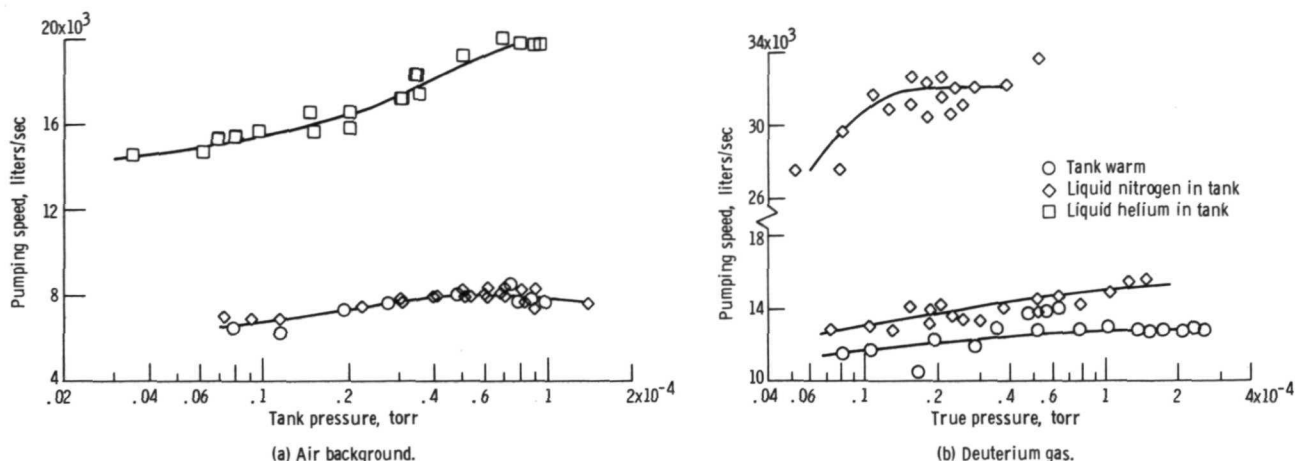 20x10³
16
12
8
4
Pumping speed, liters/sec
.02
.04
.06
.1
.2
.4
.6
1
2x10⁻⁴
Tank pressure, torr
(a) Air background.
34x10³
30
26
18
14
10
Pumping speed, liters/sec
Tank warm
Liquid nitrogen in tank
Liquid helium in tank
.04
.06
.1
.2
.4
.6
1
2
4x10⁻⁴
True pressure, torr
(b) Deuterium gas.